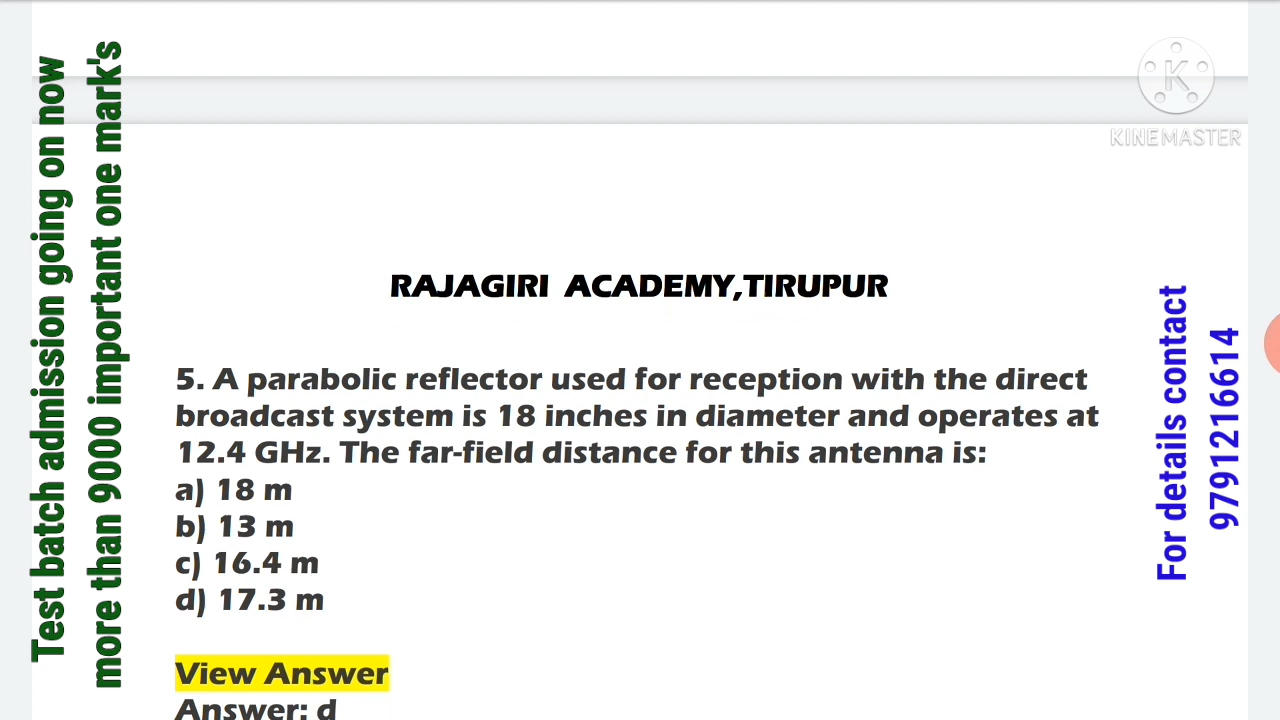 Test batch admission going on now
more than 9000 important one mark's
K
KINEMASTER
RAJAGIRI ACADEMY,TIRUPUR
5. A parabolic reflector used for reception with the direct
broadcast system is 18 inches in diameter and operates at
12.4 GHz. The far-field distance for this antenna is:
a) 18 m
b) 13 m
c) 16.4 m
d) 17.3 m
View Answer
Answer: d
For details contact
9791216614